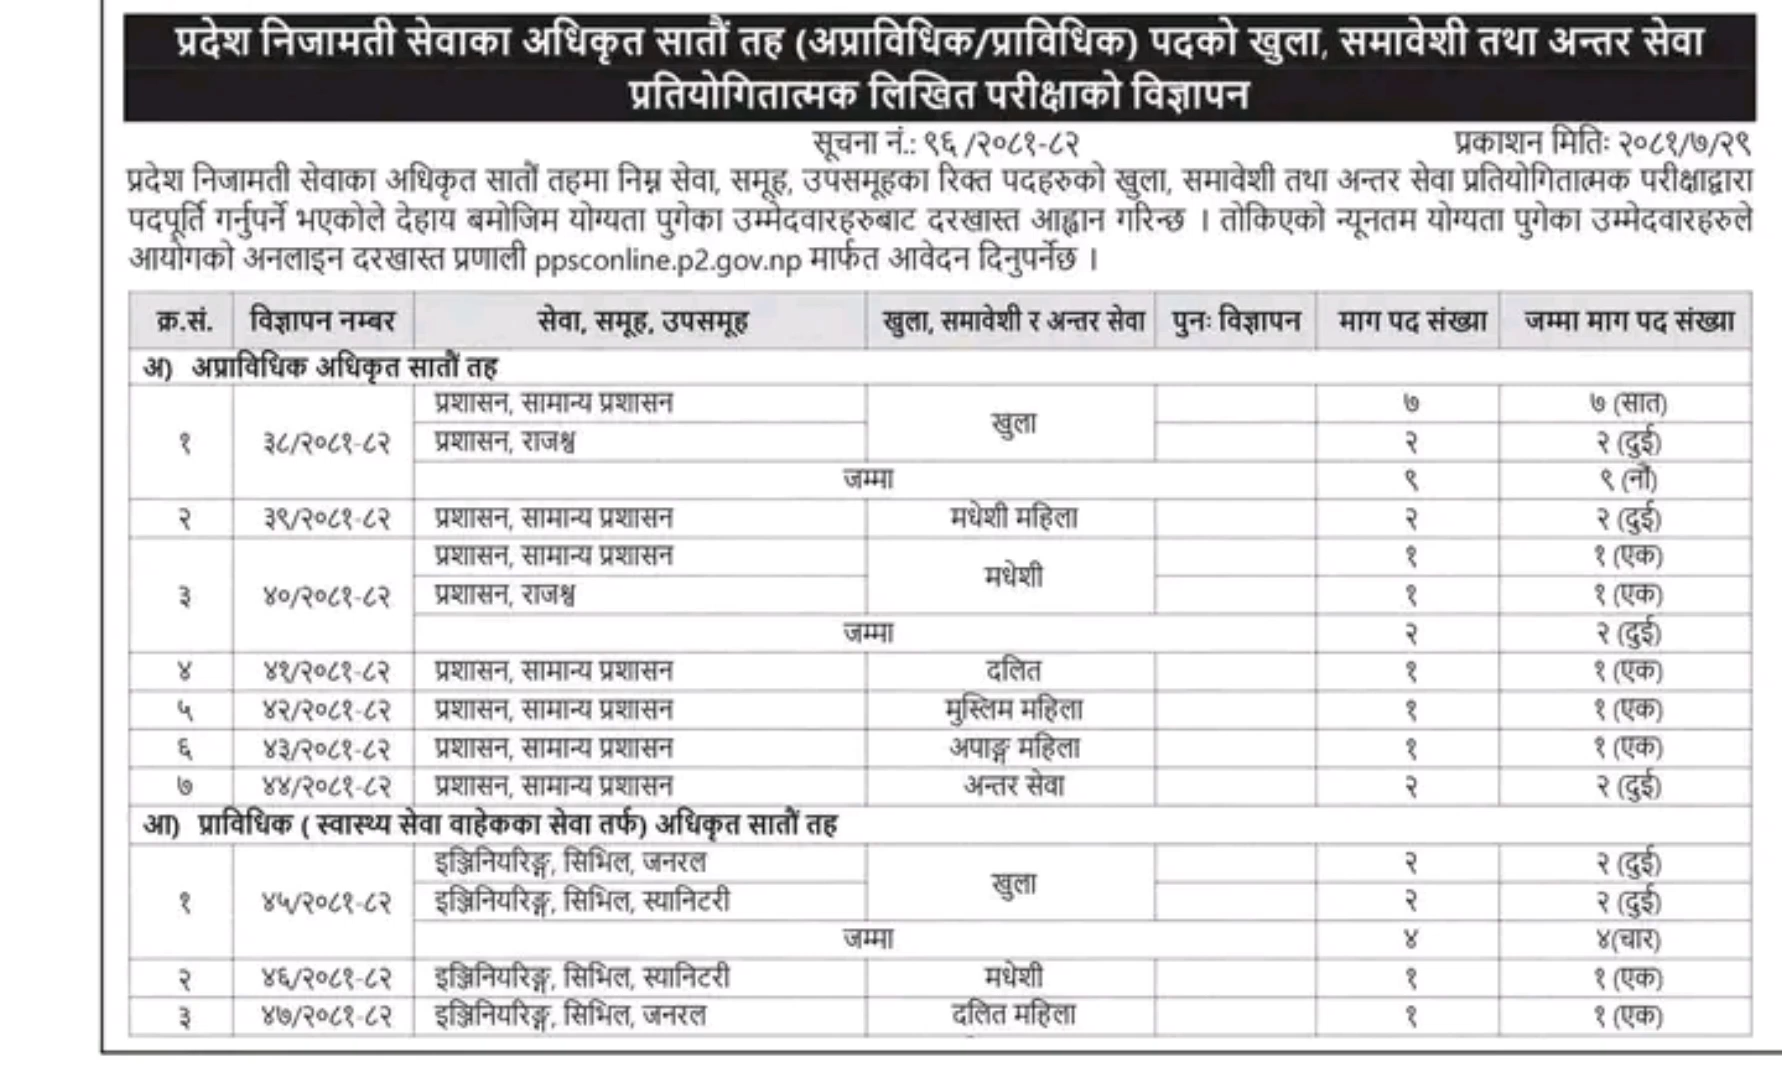 प्रदेश निजामती सेवाका अधिकृत सातौं तह (अप्राविधिक/प्राविधिक) पदको खुला, समावेशी तथा अन्तर सेवा
प्रतियोगितात्मक लिखित परीक्षाको विज्ञापन
सूचना नं.: ९६ /२०८१-८२ प्रकाशन मितिः २०८१/७/२९
प्रदेश निजामती सेवाका अधिकृत सातौं तहमा निम्न सेवा, समूह, उपसमूहका रिक्त पदहरुको खुला, समावेशी तथा अन्तर सेवा प्रतियोगितात्मक परीक्षाद्वारा
पदपूर्ति गर्नुपर्ने भएकोले देहाय बमोजिम योग्यता पुगेका उम्मेदवारहरुबाट दरखास्त आह्वान गरिन्छ । तोकिएको न्यूनतम योग्यता पुगेका उम्मेदवारहरुले
आयोगको अनलाइन दरखास्त प्रणाली ppsconline.p2.gov.np मार्फत आवेदन दिनुपर्नेछ ।
क्र.सं. विज्ञापन नम्बर सेवा, समूह, उपसमूह खुला, समावेशी र अन्तर सेवा पुनः विज्ञापन माग पद संख्या जम्मा माग पद संख्या
अ) अप्राविधिक अधिकृत सातौं तह
१ ३८/२०८१-८२ प्रशासन, सामान्य प्रशासन खुला ७ ७ (सात)
प्रशासन, राजश्व २ २ (दुई)
जम्मा ९ ९ (नौं)
२ ३९/२०८१-८२ प्रशासन, सामान्य प्रशासन मधेशी महिला २ २ (दुई)
३ ४०/२०८१-८२ प्रशासन, सामान्य प्रशासन मधेशी १ १ (एक)
प्रशासन, राजश्व १ १ (एक)
जम्मा २ २ (दुई)
४ ४१/२०८१-८२ प्रशासन, सामान्य प्रशासन दलित १ १ (एक)
५ ४२/२०८१-८२ प्रशासन, सामान्य प्रशासन मुस्लिम महिला १ १ (एक)
६ ४३/२०८१-८२ प्रशासन, सामान्य प्रशासन अपाङ्ग महिला १ १ (एक)
७ ४४/२०८१-८२ प्रशासन, सामान्य प्रशासन अन्तर सेवा २ २ (दुई)
आ) प्राविधिक ( स्वास्थ्य सेवा वाहेकका सेवा तर्फ) अधिकृत सातौं तह
१ ४५/२०८१-८२ इञ्जिनियरिङ्ग, सिभिल, जनरल खुला २ २ (दुई)
इञ्जिनियरिङ्ग, सिभिल, स्यानिटरी २ २ (दुई)
जम्मा ४ ४(चार)
२ ४६/२०८१-८२ इञ्जिनियरिङ्ग, सिभिल, स्यानिटरी मधेशी १ १ (एक)
३ ४७/२०८१-८२ इञ्जिनियरिङ्ग, सिभिल, जनरल दलित महिला १ १ (एक)